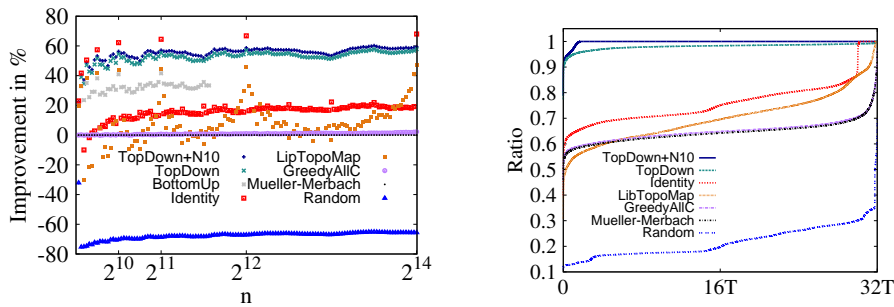 Improvement in %
80
60
40
20
0
-20
-40
-60
-80
2^10
2^11
2^12
2^14
n
TopDown+N10
TopDown
BottomUp
Identity
LipTopoMap
GreedyAllC
Mueller-Merbach
Random
Ratio
1
0.9
0.8
0.7
0.6
0.5
0.4
0.3
0.2
0.1
0
16T
32T
TopDown+N10
TopDown
Identity
LibTopoMap
GreedyAllC
Mueller-Merbach
Random